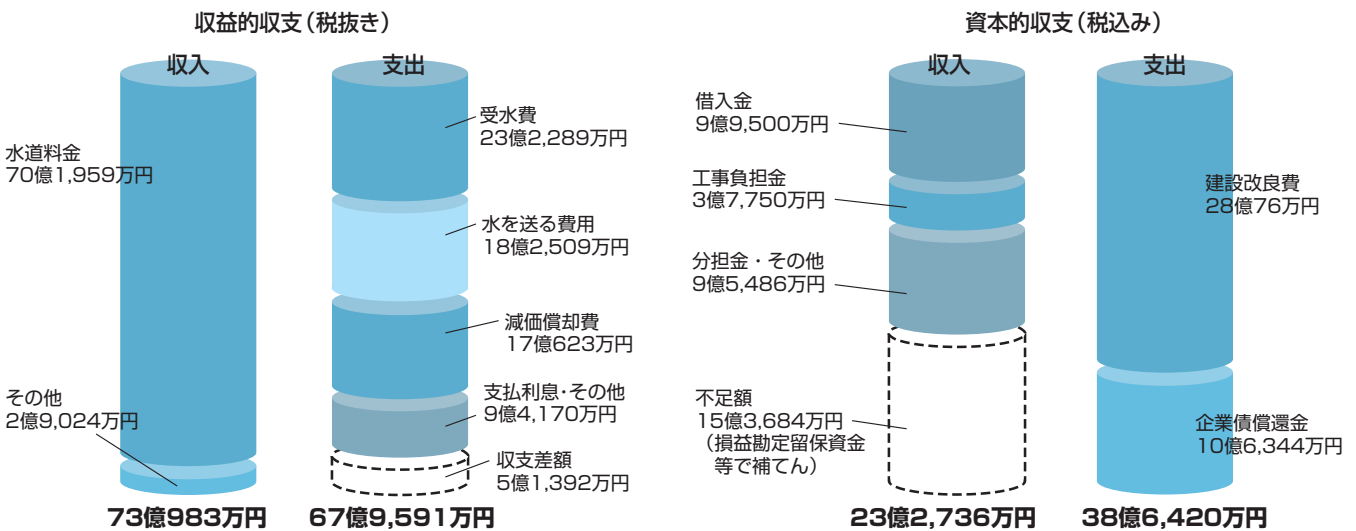 収益的収支（税抜き）
収入
水道料金
70億1,959万円
その他
2億9,024万円
73億983万円
支出
受水費
23億2,289万円
水を送る費用
18億2,509万円
減価償却費
17億623万円
支払利息･その他
9億4,170万円
収支差額
5億1,392万円
67億9,591万円
資本的収支（税込み）
収入
借入金
9億9,500万円
工事負担金
3億7,750万円
分担金・その他
9億5,486万円
不足額
15億3,684万円
（損益勘定留保資金
等で補てん）
23億2,736万円
支出
建設改良費
28億76万円
企業債償還金
10億6,344万円
38億6,420万円